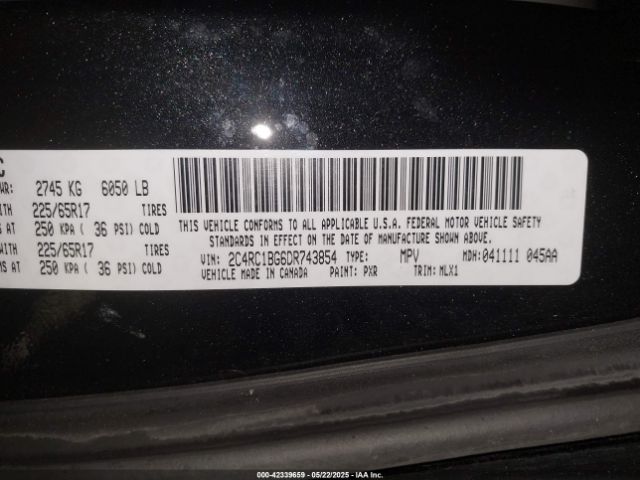 C
WR: 2745 KG 6050 LB
WITH 225/65R17 TIRES
MS AT 250 KPA ( 36 PSI) COLD
WITH 225/65R17 TIRES
MS AT 250 KPA ( 36 PSI) COLD
THIS VEHICLE CONFORMS TO ALL APPLICABLE U.S.A. FEDERAL MOTOR VEHICLE SAFETY
STANDARDS IN EFFECT ON THE DATE OF MANUFACTURE SHOWN ABOVE.
VIN: 2C4RC1BG6DR743854 TYPE: MPV MDH: 041111 045AA
VEHICLE MADE IN CANADA PAINT: PXR TRIM: MLX1
000-42339659 - 05/22/2025 - IAAI, Inc.